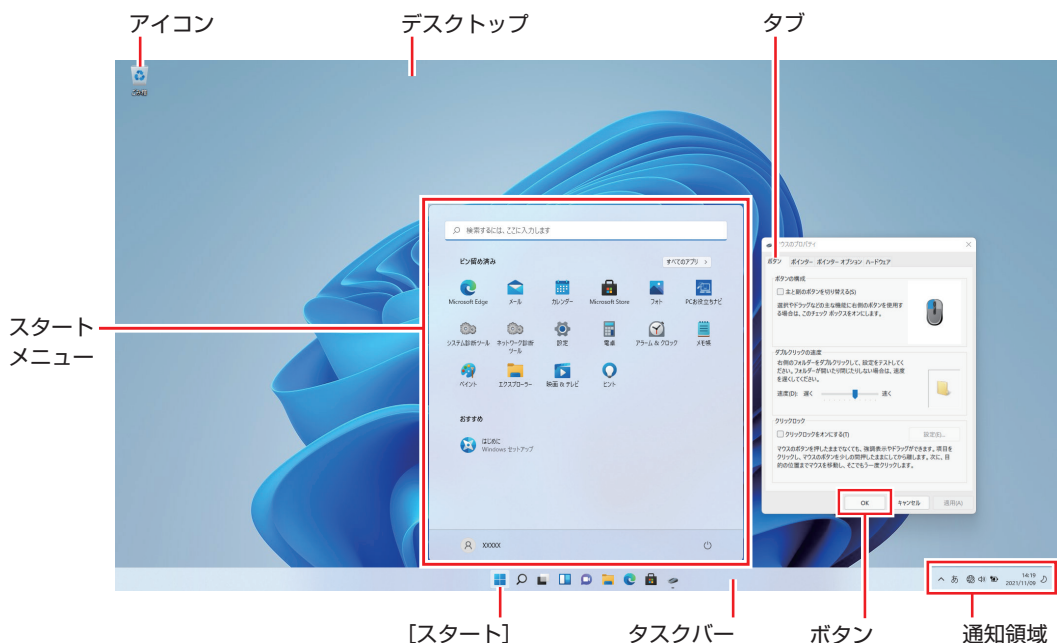 アイコン
デスクトップ
タブ
ごみ箱
スタート
メニュー
検索するには、ここに入力します
ピン留め済み
すべてのアプリ >
Microsoft Edge
メール
カレンダー
Microsoft Store
フォト
PCお役立ちナビ
システム診断ツール
ネットワーク診断
ツール
設定
電卓
アラーム & クロック
メモ帳
ペイント
エクスプローラー
映画 & テレビ
ヒント
おすすめ
はじめに
Windows セットアップ
XXXXX
マウスのプロパティ
ボタン ポインター ポインター オプション ハードウェア
ボタンの構成
主と副のボタンを切り替える(S)
選択やドラッグなどの主な機能に右側のボタンを使用す
る場合は、このチェック ボックスをオンにします。
ダブルクリックの速度
右側のフォルダーをダブルクリックして、設定をテストしてく
ださい。フォルダーが開いたり閉じたりしない場合は、速度
を遅くしてください。
速度(D): 遅く 速く
クリックロック
クリックロックをオンにする(T)
設定(E)...
マウスのボタンを押したままでなくても、強調表示やドラッグができます。項目を
クリックし、マウスのボタンを少しの間押したままにしてから離します。次に、目
的の位置までマウスを移動し、そこでもう一度クリックします。
OK キャンセル 適用(A)
あ
14:19
2021/11/09
[スタート]
タスクバー
ボタン
通知領域